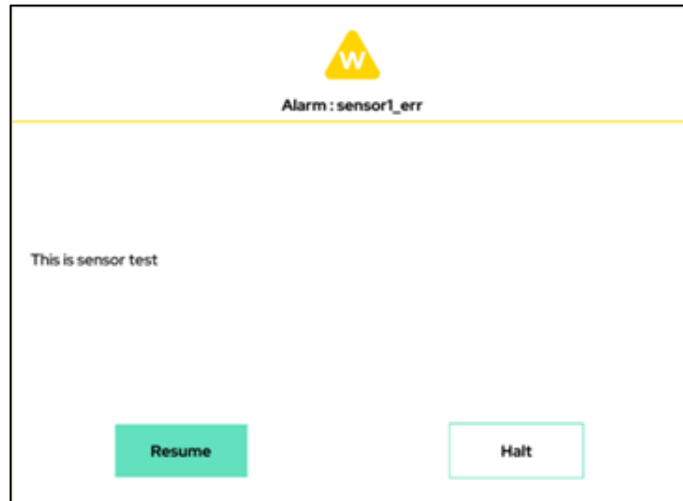 W
Alarm : sensor1_err
This is sensor test
Resume
Halt